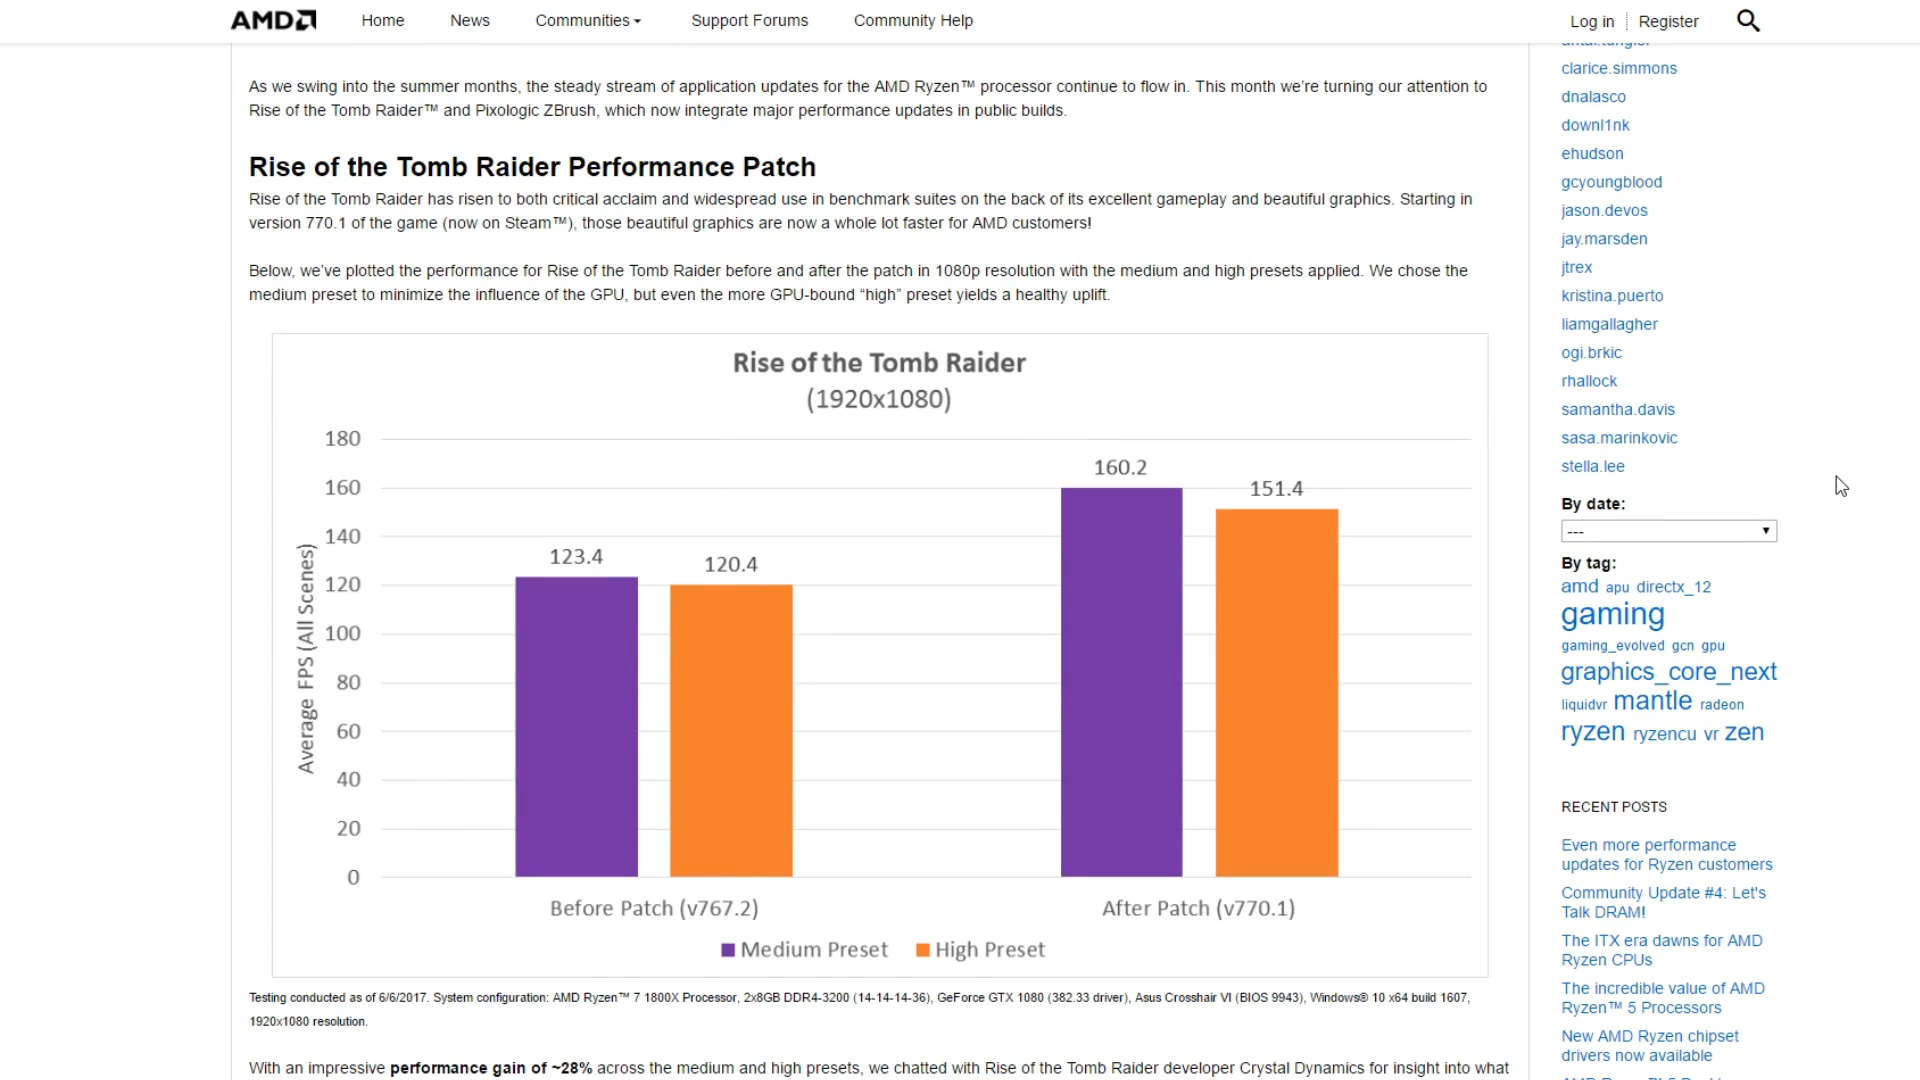 AMD
Home
News
Communities
Support Forums
Community Help
Log in
Register
As we swing into the summer months, the steady stream of application updates for the AMD Ryzen™ processor continue to flow in. This month we’re turning our attention to
Rise of the Tomb Raider™ and Pixologic ZBrush, which now integrate major performance updates in public builds.
Rise of the Tomb Raider Performance Patch
Rise of the Tomb Raider has risen to both critical acclaim and widespread use in benchmark suites on the back of its excellent gameplay and beautiful graphics. Starting in
version 770.1 of the game (now on Steam™), those beautiful graphics are now a whole lot faster for AMD customers!
Below, we’ve plotted the performance for Rise of the Tomb Raider before and after the patch in 1080p resolution with the medium and high presets applied. We chose the
medium preset to minimize the influence of the GPU, but even the more GPU-bound “high” preset yields a healthy uplift.
Rise of the Tomb Raider
(1920x1080)
Average FPS (All Scenes)
180
160
140
120
100
80
60
40
20
0
123.4
120.4
160.2
151.4
Before Patch (v767.2)
After Patch (v770.1)
Medium Preset
High Preset
Testing conducted as of 6/6/2017. System configuration: AMD Ryzen™ 7 1800X Processor, 2x8GB DDR4-3200 (14-14-14-36), GeForce GTX 1080 (382.33 driver), Asus Crosshair VI (BIOS 9943), Windows® 10 x64 build 1607,
1920x1080 resolution.
With an impressive performance gain of ~28% across the medium and high presets, we chatted with Rise of the Tomb Raider developer Crystal Dynamics for insight into what
clarice.simmons
dnalasco
downl1nk
ehudson
gcyoungblood
jason.devos
jay.marsden
jtrex
kristina.puerto
liamgallagher
ogi.brkic
rhallock
samantha.davis
sasa.marinkovic
stella.lee
By date:
---
By tag:
amd apu directx_12
gaming
gaming_evolved gcn gpu
graphics_core_next
liquidvr mantle radeon
ryzen ryzencu vr zen
RECENT POSTS
Even more performance
updates for Ryzen customers
Community Update #4: Let's
Talk DRAM!
The ITX era dawns for AMD
Ryzen CPUs
The incredible value of AMD
Ryzen™ 5 Processors
New AMD Ryzen chipset
drivers now available